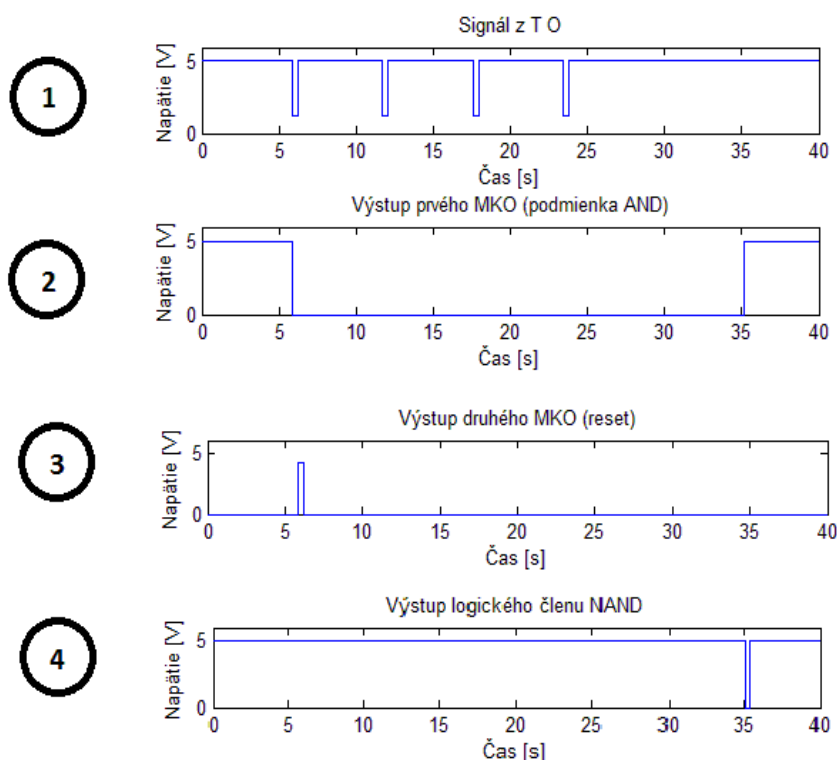 Signál z T O
1
Napätie [V]
5
0
0 5 10 15 20 25 30 35 40
Čas [s]
Výstup prvého MKO (podmienka AND)
2
Napätie [V]
5
0
0 5 10 15 20 25 30 35 40
Čas [s]
Výstup druhého MKO (reset)
3
Napätie [V]
5
0
0 5 10 15 20 25 30 35 40
Čas [s]
Výstup logického členu NAND
4
Napätie [V]
5
0
0 5 10 15 20 25 30 35 40
Čas [s]